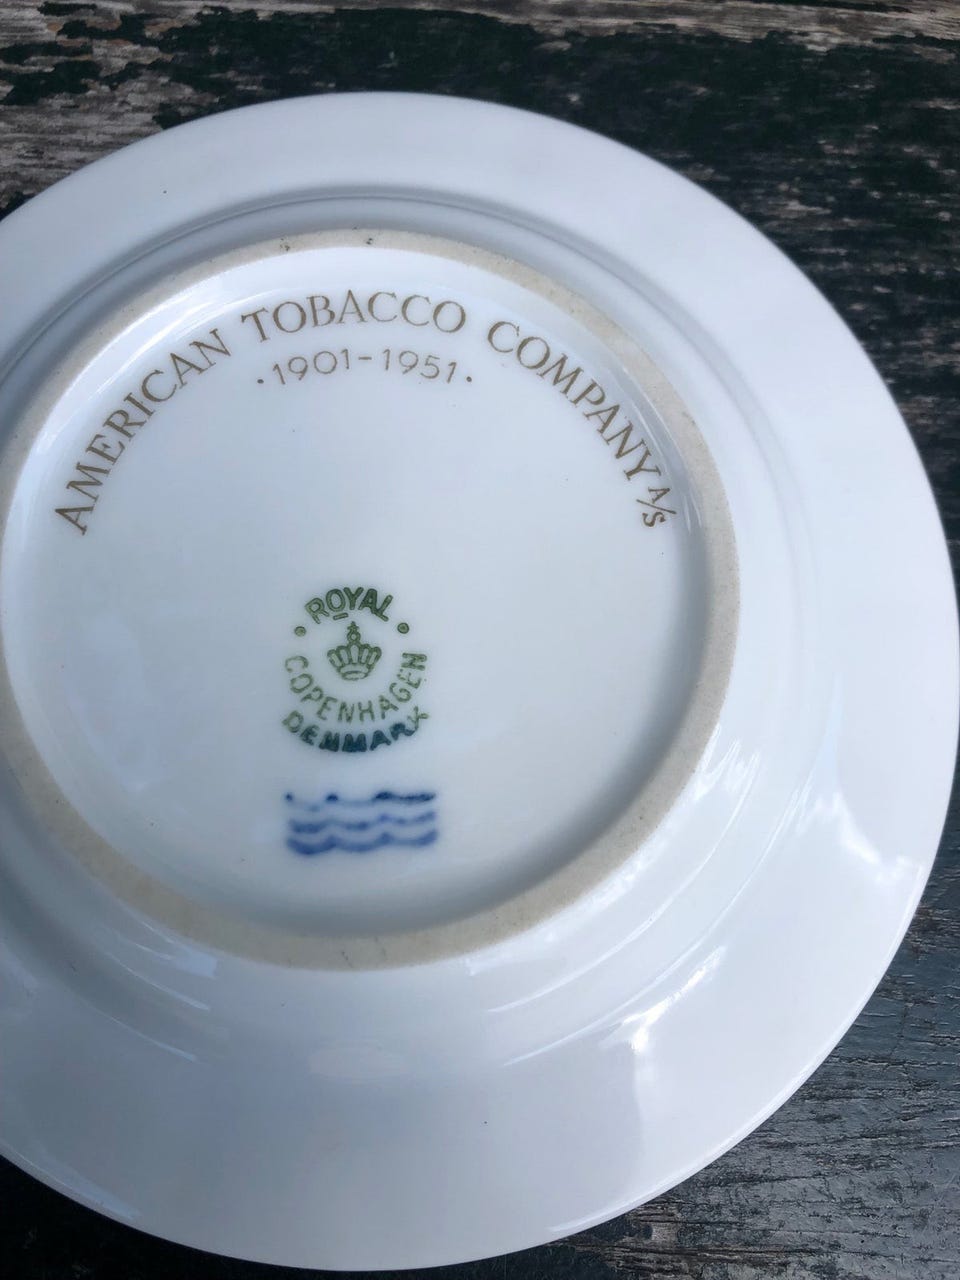 AMERICAN TOBACCO COMPANY A/S
·1901-1951·
· ROYAL ·
COPENHAGEN
DENMARK